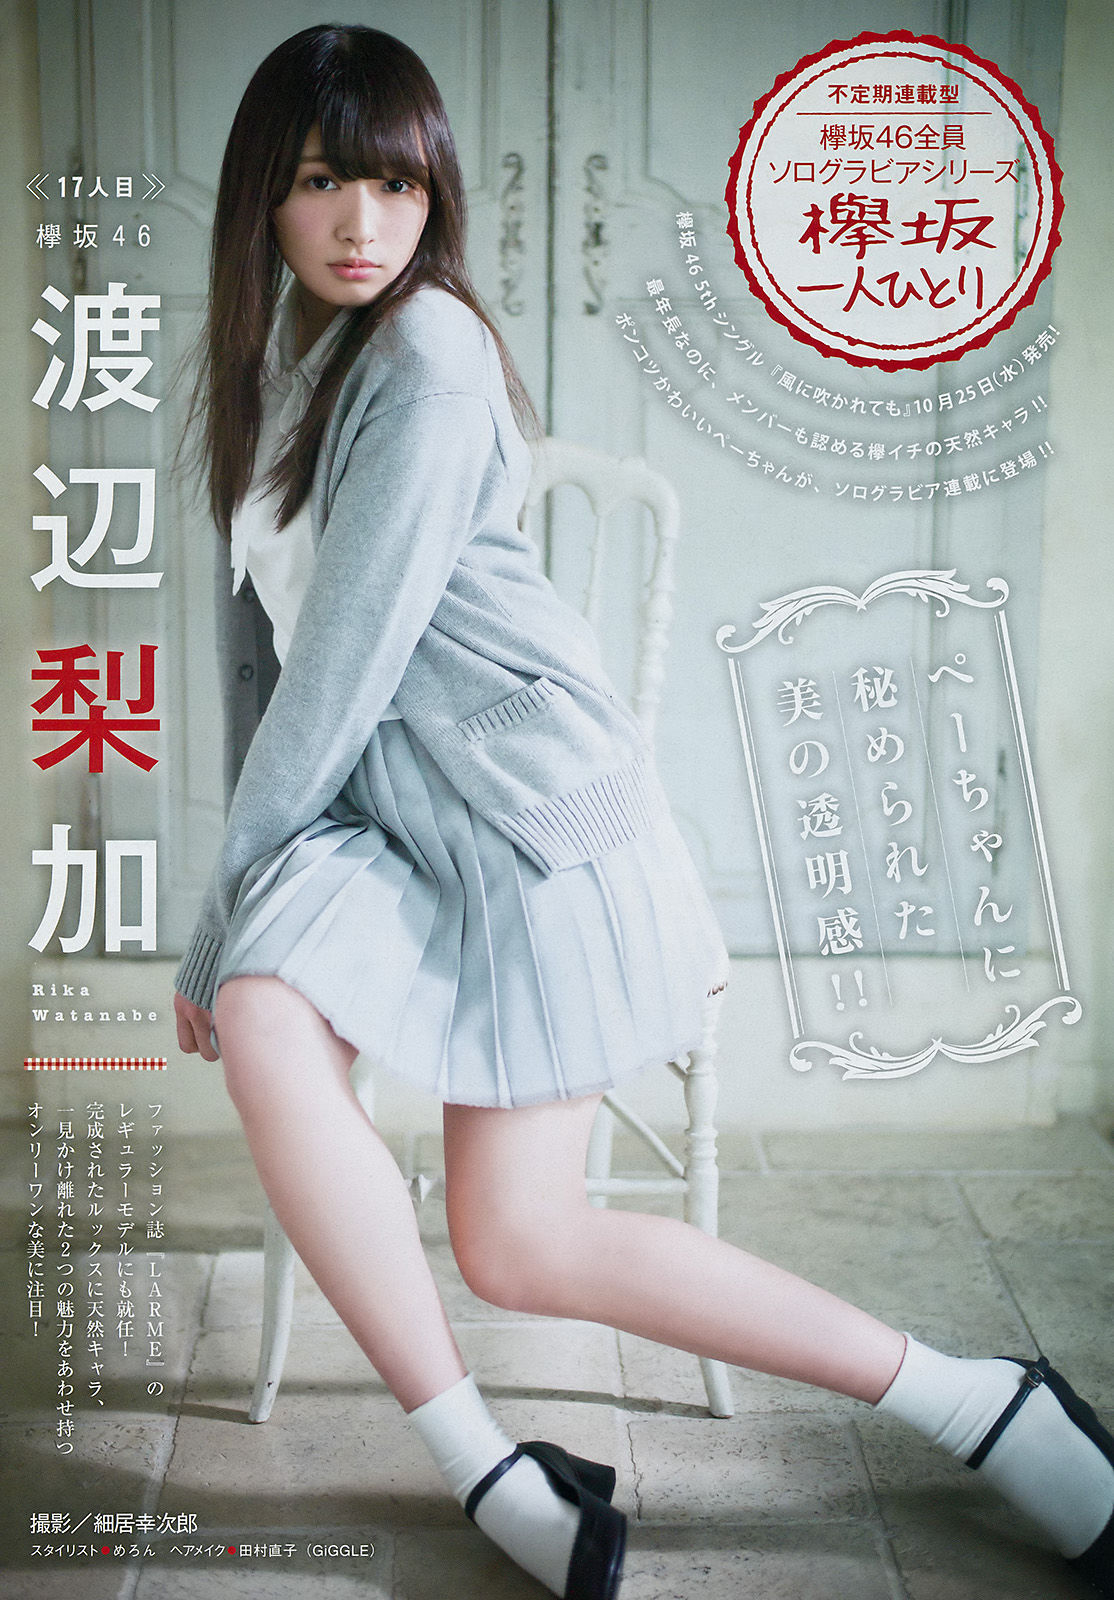 不定期連載型
欅坂46全員
ソログラビアシリーズ
欅坂
一人ひとり
欅坂46 5thシングル『風に吹かれても』10月25日(水)発売!
最年長なのに、メンバーも認める欅イチの天然キャラ!!
ポンコツかわいいぺーちゃんが、ソログラビア連載に登場!!
《17人目》
欅坂46
渡辺梨加
Rika
Watanabe
ぺーちゃんに
秘められた
美の透明感!!
ファッション誌『LARME』の
レギュラーモデルにも就任!
完成されたルックスに天然キャラ、
一見かけ離れた2つの魅力をあわせ持つ
オンリーワンな美に注目!
撮影／細居幸次郎
スタイリスト●めろん ヘアメイク●田村直子（GiGGLE）